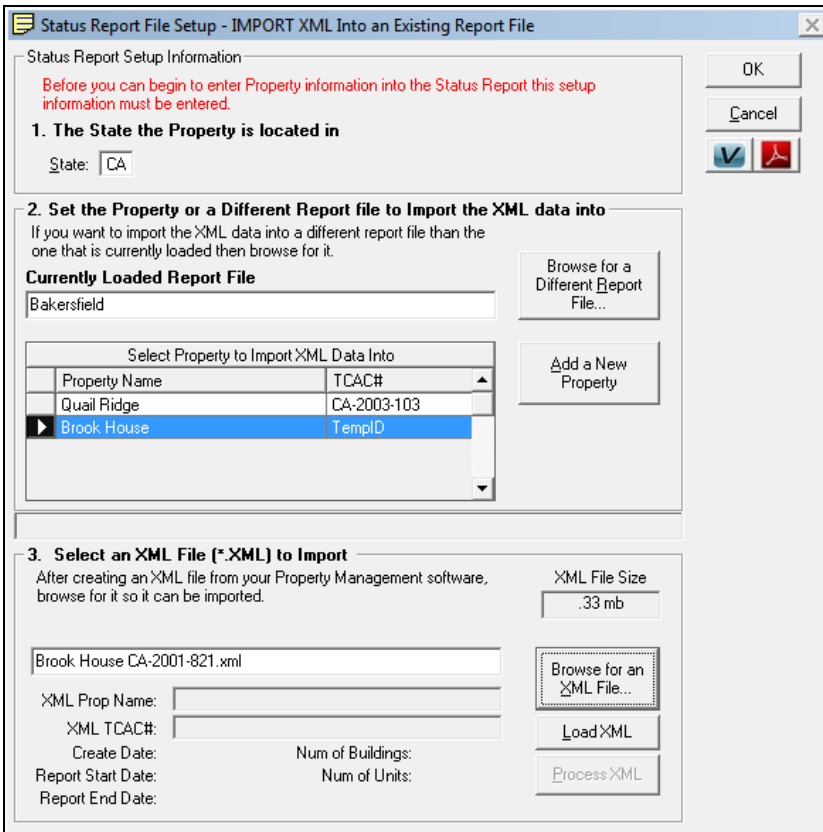 Status Report File Setup - IMPORT XML Into an Existing Report File
Status Report Setup Information
Before you can begin to enter Property information into the Status Report this setup
information must be entered.
1. The State the Property is located in
State: CA
OK
Cancel
2. Set the Property or a Different Report file to Import the XML data into
If you want to import the XML data into a different report file than the
one that is currently loaded then browse for it.
Currently Loaded Report File
Bakersfield
Browse for a
Different Report
File...
Select Property to Import XML Data Into
Property Name TCAC#
Quail Ridge CA-2003-103
Brook House TempID
Add a New
Property
3. Select an XML File (*.XML) to Import
After creating an XML file from your Property Management software,
browse for it so it can be imported.
XML File Size
.33 mb
Brook House CA-2001-821.xml
Browse for an
XML File...
XML Prop Name:
XML TCAC#:
Load XML
Create Date: Num of Buildings:
Report Start Date: Num of Units:
Process XML
Report End Date: